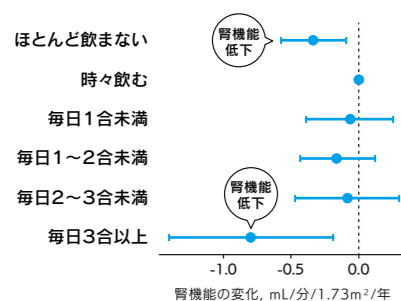 ほとんど飲まない
腎機能
低下
時々飲む
毎日1合未満
毎日1〜2合未満
毎日2〜3合未満
腎機能
低下
毎日3合以上
-1.0
-0.5
0.0
腎機能の変化, mL/分/1.73m²/年